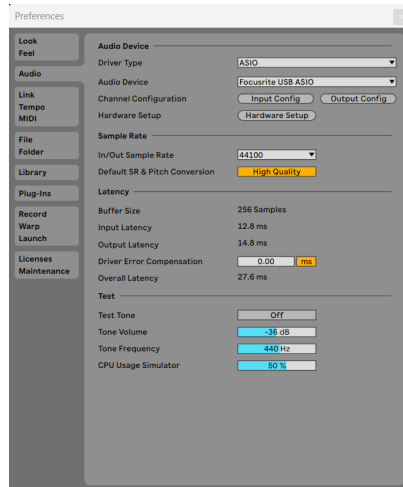 Preferences
Look
Feel
Audio
Link
Tempo
MIDI
File
Folder
Library
Plug-Ins
Record
Warp
Launch
Licenses
Maintenance
Audio Device
Driver Type ASIO
Audio Device Focusrite USB ASIO
Channel Configuration Input Config Output Config
Hardware Setup Hardware Setup
Sample Rate
In/Out Sample Rate 44100
Default SR & Pitch Conversion High Quality
Latency
Buffer Size 256 Samples
Input Latency 12.8 ms
Output Latency 14.8 ms
Driver Error Compensation 0.00 ms
Overall Latency 27.6 ms
Test
Test Tone Off
Tone Volume -36 dB
Tone Frequency 440 Hz
CPU Usage Simulator 50 %